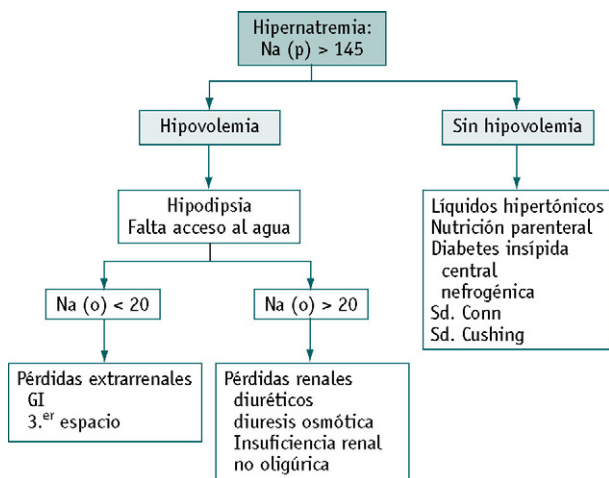 Hipernatremia:
Na (p) > 145
Hipovolemia
Sin hipovolemia
Hipodipsia
Falta acceso al agua
Líquidos hipertónicos
Nutrición parenteral
Diabetes insípida
central
nefrogénica
Sd. Conn
Sd. Cushing
Na (o) < 20
Na (o) > 20
Pérdidas extrarrenales
GI
3.er espacio
Pérdidas renales
diuréticos
diuresis osmótica
Insuficiencia renal
no oligúrica